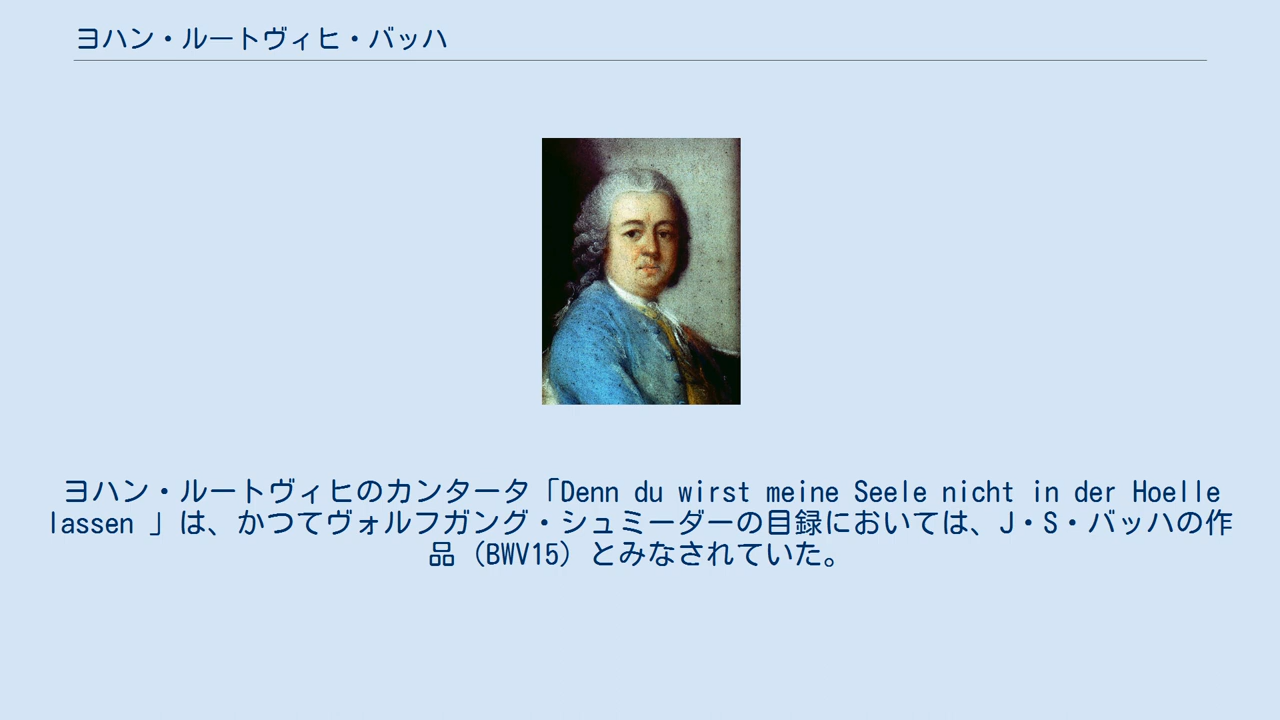 ヨハン・ルートヴィヒ・バッハ
ヨハン・ルートヴィヒのカンタータ「Denn du wirst meine Seele nicht in der Hoelle
lassen 」は、かつてヴォルフガング・シュミーダーの目録においては、J・S・バッハの作
品（BWV15）とみなされていた。